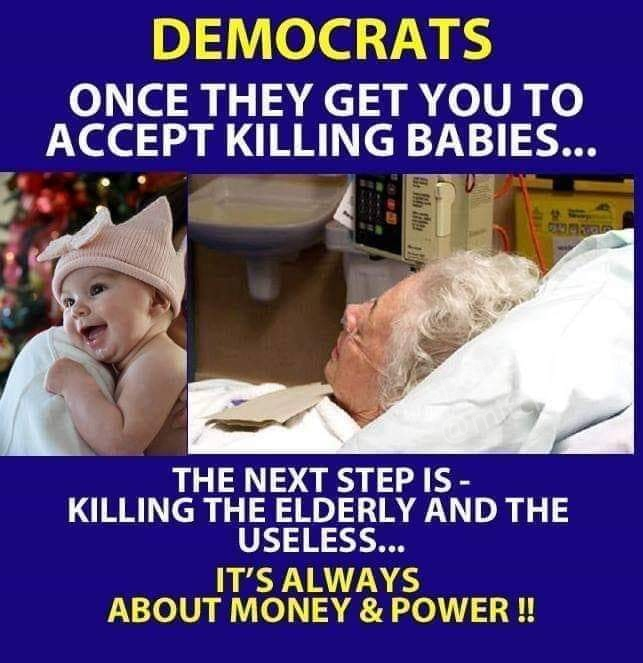 DEMOCRATS
ONCE THEY GET YOU TO
ACCEPT KILLING BABIES...
THE NEXT STEP IS -
KILLING THE ELDERLY AND THE
USELESS...
IT'S ALWAYS
ABOUT MONEY & POWER !!